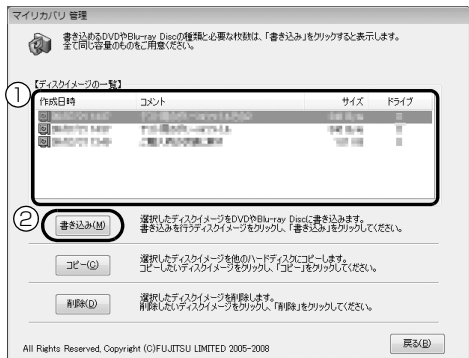 マイリカバリ 管理
書き込めるDVDやBlu-ray Discの種類と必要な枚数は、「書き込み」をクリックすると表示します。
全て同じ容量のものをご用意ください。
【ディスクイメージの一覧】
①
作成日時 コメント サイズ ドライブ
②
書き込み(M) 選択したディスクイメージをDVDやBlu-ray Discに書き込みます。
書き込みを行うディスクイメージをクリックし、「書き込み」をクリックしてください。
コピー(C) 選択したディスクイメージを他のハードディスクにコピーします。
コピーしたいディスクイメージをクリックし、「コピー」をクリックしてください。
削除(D) 選択したディスクイメージを削除します。
削除したいディスクイメージをクリックし、「削除」をクリックしてください。
All Rights Reserved, Copyright (C)FUJITSU LIMITED 2005-2008
戻る(B)